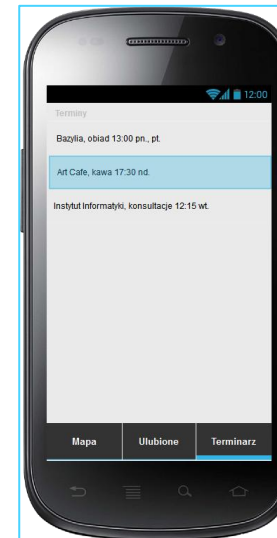 12:00
Terminy
Bazylia, obiad 13:00 pn., pt.
Art Cafe, kawa 17:30 nd.
Instytut Informatyki, konsultacje 12:15 wt.
Mapa Ulubione Terminarz